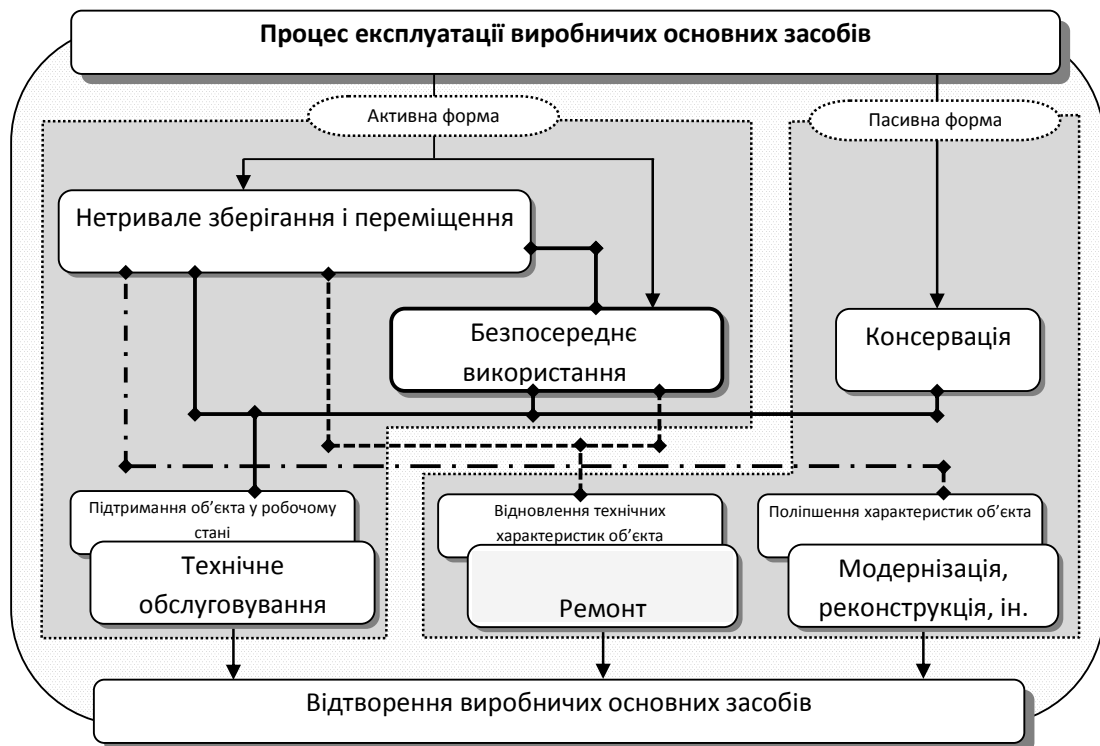 Процес експлуатації виробничих основних засобів
Активна форма
Пасивна форма
Нетривале зберігання і переміщення
Безпосереднє
використання
Консервація
Підтримання об’єкта у робочому
стані
Технічне
обслуговування
Відновлення технічних
характеристик об’єкта
Ремонт
Поліпшення характеристик об’єкта
Модернізація,
реконструкція, ін.
Відтворення виробничих основних засобів